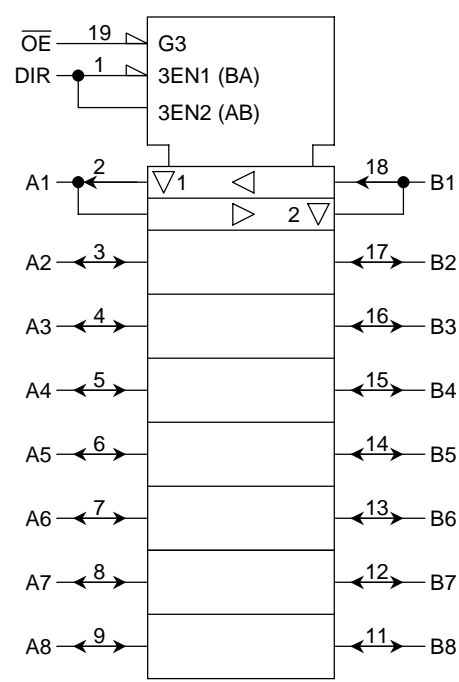 OE 19 G3
DIR 1 3EN1 (BA)
3EN2 (AB)
A1 2 1 18 B1
2
A2 3 17 B2
A3 4 16 B3
A4 5 15 B4
A5 6 14 B5
A6 7 13 B6
A7 8 12 B7
A8 9 11 B8